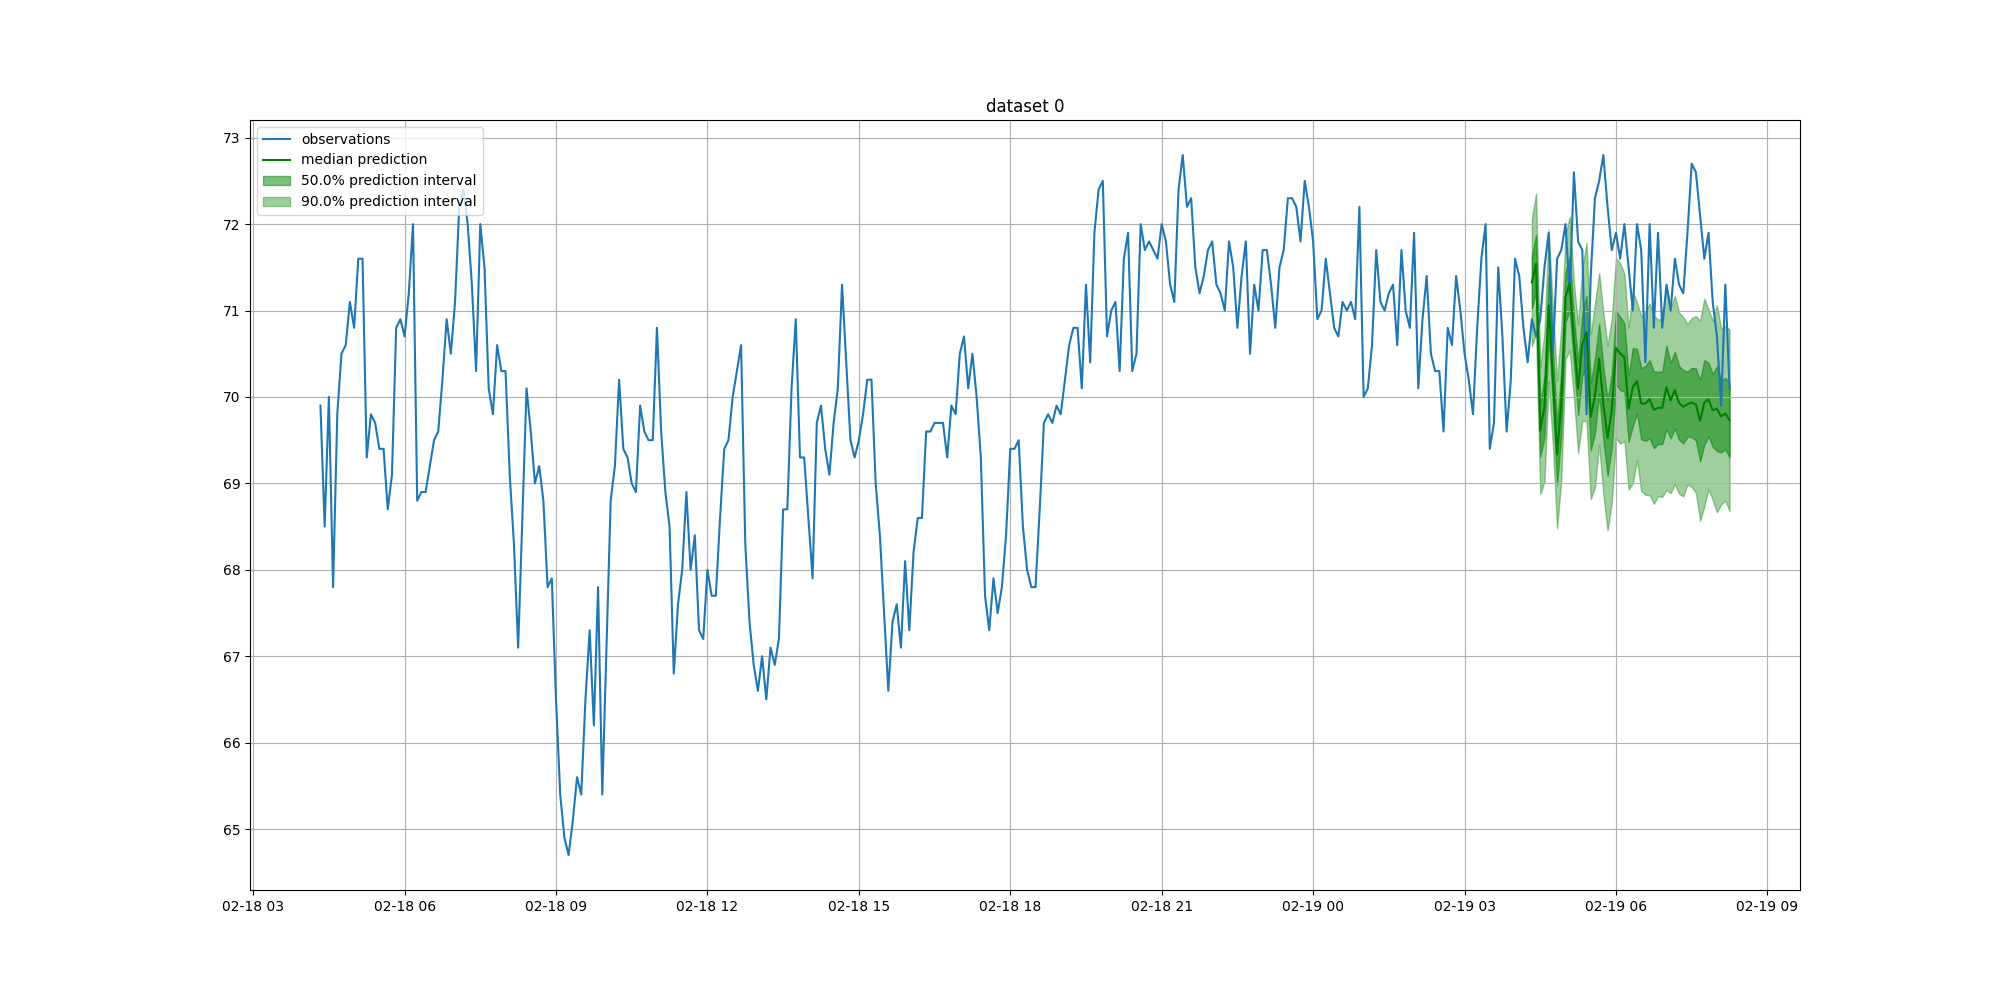 dataset 0
observations
median prediction
50.0% prediction interval
90.0% prediction interval
73
72
71
70
69
68
67
66
65
02-18 03 02-18 06 02-18 09 02-18 12 02-18 15 02-18 18 02-18 21 02-19 00 02-19 03 02-19 06 02-19 09